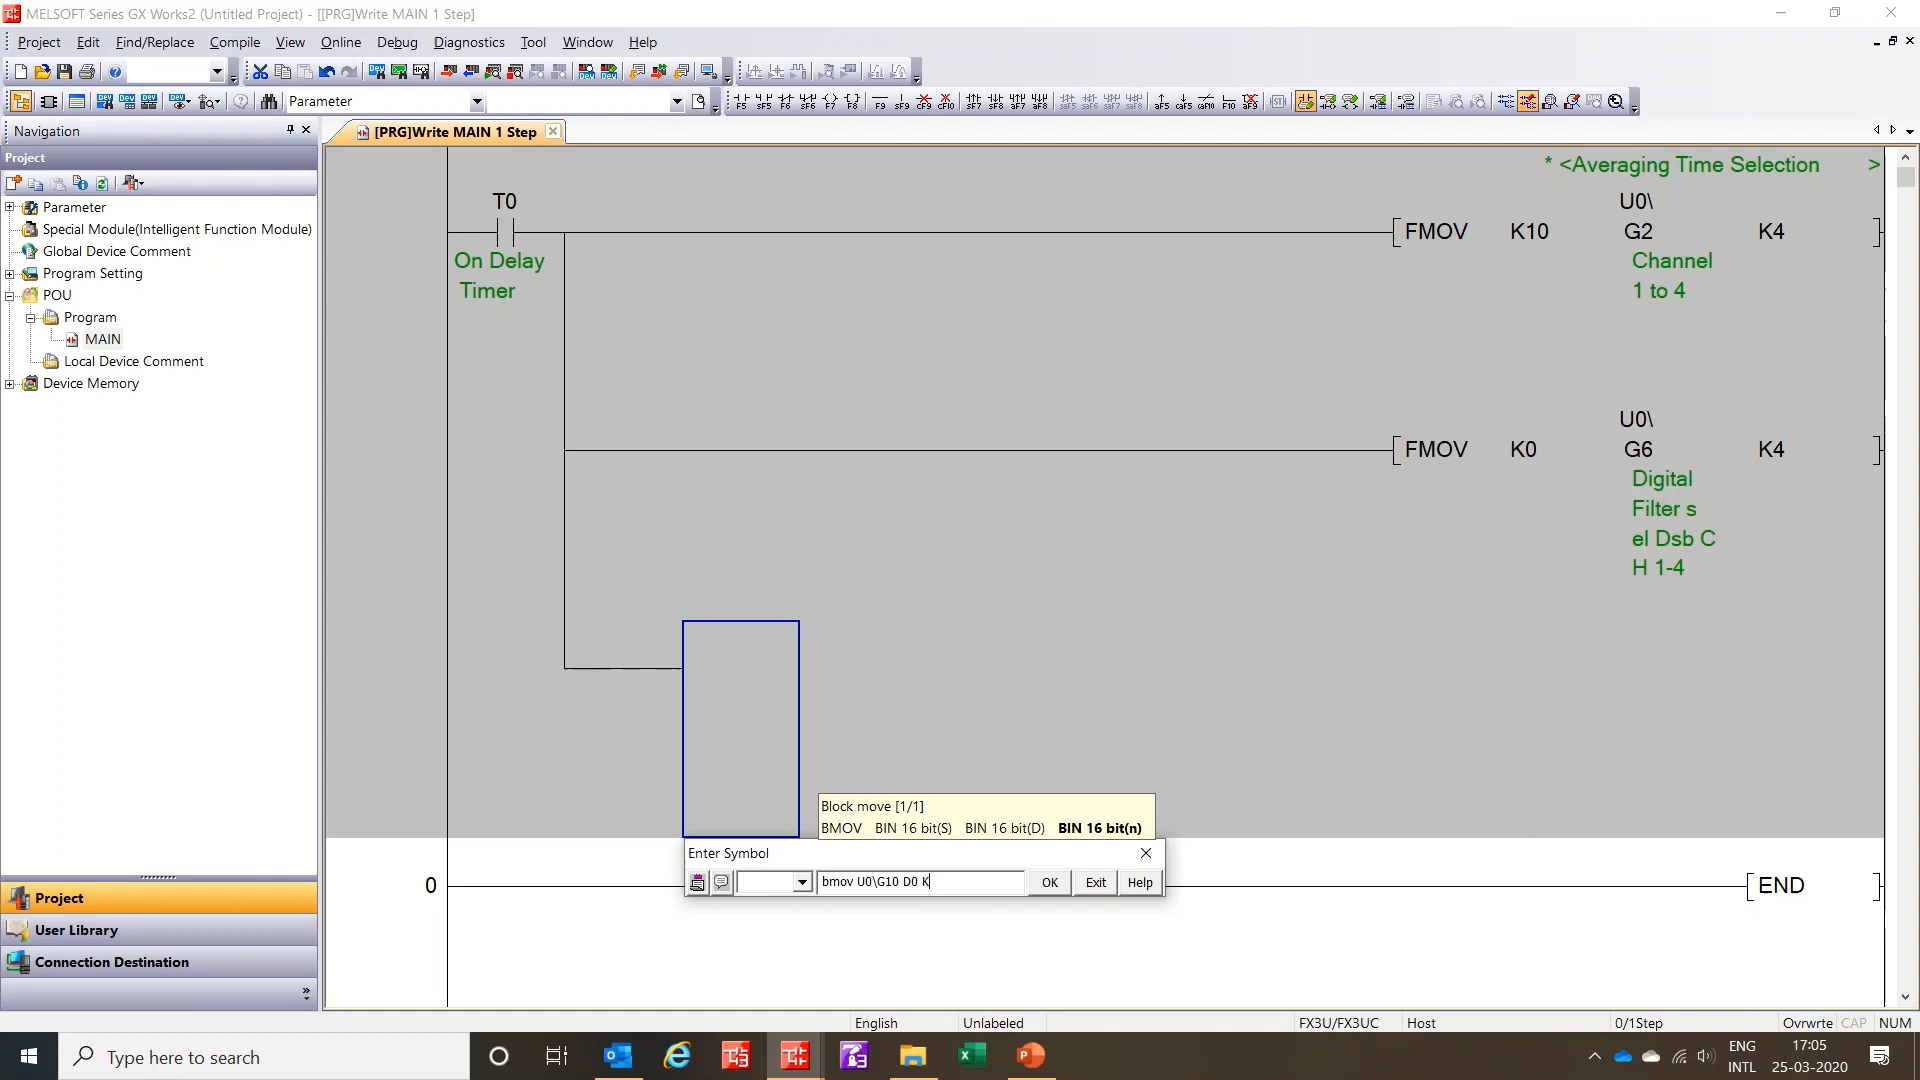 MELSOFT Series GX Works2 (Untitled Project) - [[PRG]Write MAIN 1 Step]
Project Edit Find/Replace Compile View Online Debug Diagnostics Tool Window Help
Parameter
Navigation
[PRG]Write MAIN 1 Step
Project
Parameter
Special Module(Intelligent Function Module)
Global Device Comment
Program Setting
POU
Program
MAIN
Local Device Comment
Device Memory
* <Averaging Time Selection >
T0
U0\
FMOV K10 G2 K4
On Delay
Timer
Channel
1 to 4
U0\
FMOV K0 G6 K4
Digital
Filter s
el Dsb C
H 1-4
Block move [1/1]
BMOV BIN 16 bit(S) BIN 16 bit(D) BIN 16 bit(n)
Enter Symbol
bmov U0\G10 D0 K
OK Exit Help
0
END
Project
User Library
Connection Destination
English Unlabeled FX3U/FX3UC Host 0/1Step Ovrwrte CAP NUM
Type here to search
ENG
INTL
17:05
25-03-2020